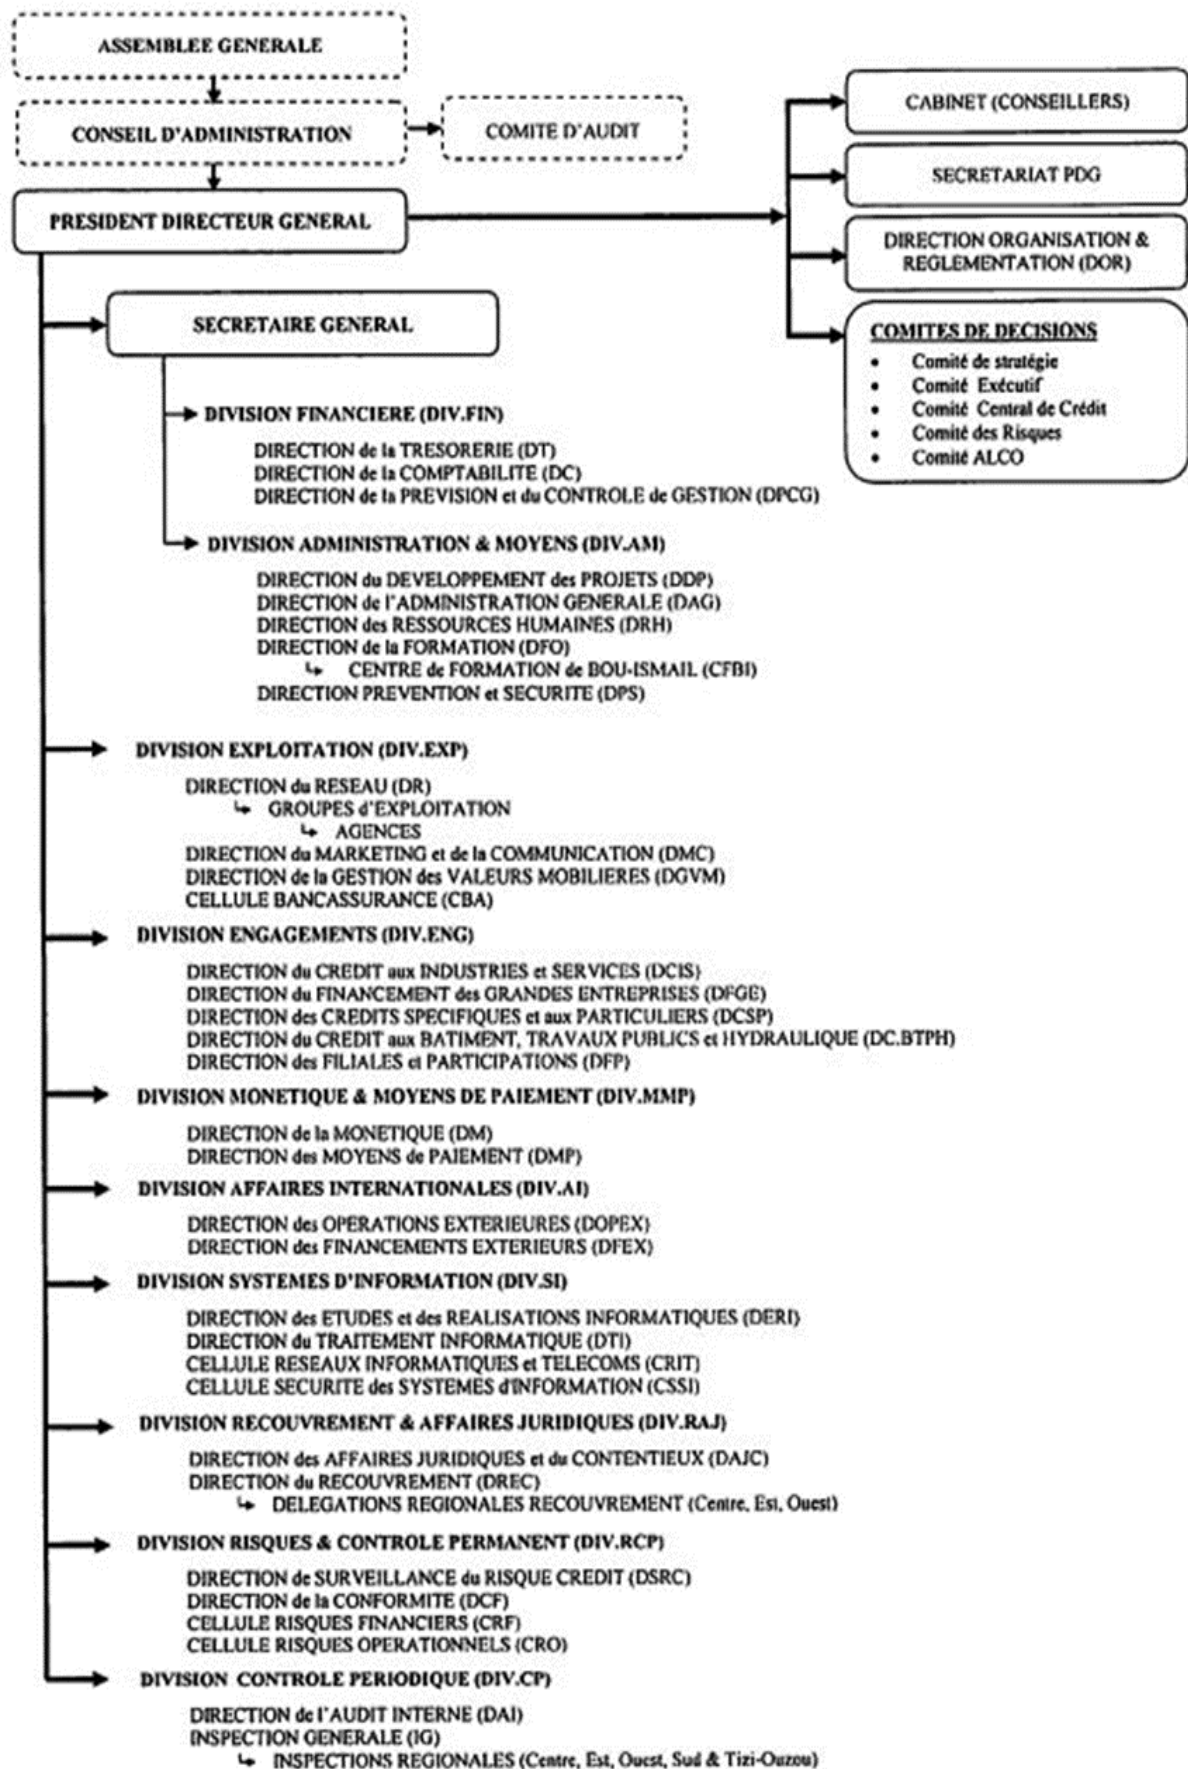 ASSEMBLEE GENERALE
CONSEIL D'ADMINISTRATION
COMITE D'AUDIT
PRESIDENT DIRECTEUR GENERAL
CABINET (CONSEILLERS)
SECRETARIAT PDG
DIRECTION ORGANISATION &
REGLEMENTATION (DOR)
COMITES DE DECISIONS
• Comité de stratégie
• Comité Exécutif
• Comité Central de Crédit
• Comité des Risques
• Comité ALCO
SECRETAIRE GENERAL
DIVISION FINANCIERE (DIV.FIN)
DIRECTION de la TRESORERIE (DT)
DIRECTION de la COMPTABILITE (DC)
DIRECTION de la PREVISION et du CONTROLE de GESTION (DPCG)
DIVISION ADMINISTRATION & MOYENS (DIV.AM)
DIRECTION du DEVELOPPEMENT des PROJETS (DDP)
DIRECTION de l'ADMINISTRATION GENERALE (DAG)
DIRECTION des RESSOURCES HUMAINES (DRH)
DIRECTION de la FORMATION (DFO)
CENTRE de FORMATION de BOU-ISMAIL (CFBI)
DIRECTION PREVENTION et SECURITE (DPS)
DIVISION EXPLOITATION (DIV.EXP)
DIRECTION du RESEAU (DR)
GROUPES d'EXPLOITATION
AGENCES
DIRECTION du MARKETING et de la COMMUNICATION (DMC)
DIRECTION de la GESTION des VALEURS MOBILIERES (DGVM)
CELLULE BANCASSURANCE (CBA)
DIVISION ENGAGEMENTS (DIV.ENG)
DIRECTION du CREDIT aux INDUSTRIES et SERVICES (DCIS)
DIRECTION du FINANCEMENT des GRANDES ENTREPRISES (DFGE)
DIRECTION des CREDITS SPECIFIQUES et aux PARTICULIERS (DCSP)
DIRECTION du CREDIT aux BATIMENT, TRAVAUX PUBLICS et HYDRAULIQUE (DC.BTPH)
DIRECTION des FILIALES et PARTICIPATIONS (DFP)
DIVISION MONETIQUE & MOYENS DE PAIEMENT (DIV.MMP)
DIRECTION de la MONETIQUE (DM)
DIRECTION des MOYENS de PAIEMENT (DMP)
DIVISION AFFAIRES INTERNATIONALES (DIV.AI)
DIRECTION des OPERATIONS EXTERIEURES (DOPEX)
DIRECTION des FINANCEMENTS EXTERIEURS (DFEX)
DIVISION SYSTEMES D'INFORMATION (DIV.SI)
DIRECTION des ETUDES et des REALISATIONS INFORMATIQUES (DERI)
DIRECTION du TRAITEMENT INFORMATIQUE (DTI)
CELLULE RESEAUX INFORMATIQUES et TELECOMS (CRIT)
CELLULE SECURITE des SYSTEMES d'INFORMATION (CSSI)
DIVISION RECOUVREMENT & AFFAIRES JURIDIQUES (DIV.RAJ)
DIRECTION des AFFAIRES JURIDIQUES et du CONTENTIEUX (DAJC)
DIRECTION du RECOUVREMENT (DREC)
DELEGATIONS REGIONALES RECOUVREMENT (Centre, Est, Ouest)
DIVISION RISQUES & CONTROLE PERMANENT (DIV.RCP)
DIRECTION de SURVEILLANCE du RISQUE CREDIT (DSRC)
DIRECTION de la CONFORMITE (DCF)
CELLULE RISQUES FINANCIERS (CRF)
CELLULE RISQUES OPERATIONNELS (CRO)
DIVISION CONTROLE PERIODIQUE (DIV.CP)
DIRECTION de l'AUDIT INTERNE (DAI)
INSPECTION GENERALE (IG)
INSPECTIONS REGIONALES (Centre, Est, Ouest, Sud & Tizi-Ouzou)